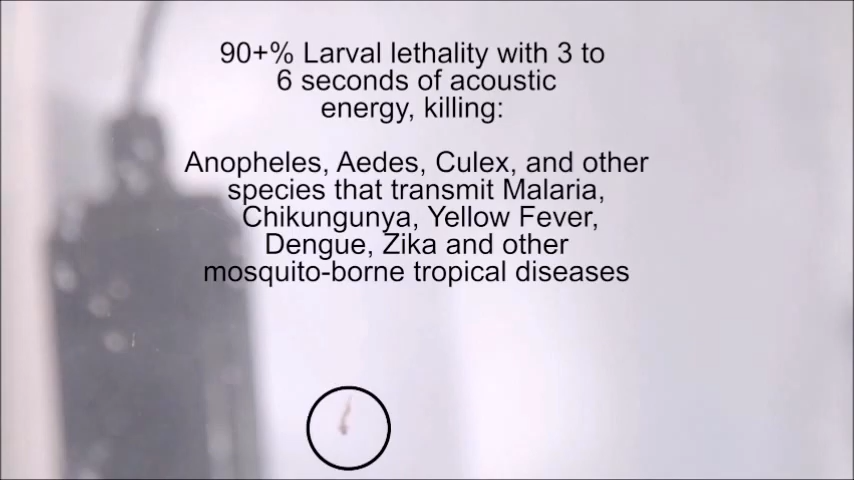 90+% Larval lethality with 3 to
6 seconds of acoustic
energy, killing:
Anopheles, Aedes, Culex, and other
species that transmit Malaria,
Chikungunya, Yellow Fever,
Dengue, Zika and other
mosquito-borne tropical diseases